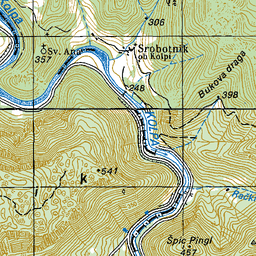 Kolpa
306
Sv. Ana
357
Srobotnik
ob Kolpi
248
KOLPA
Bukova draga
398
541
K
Špic Pingl
457